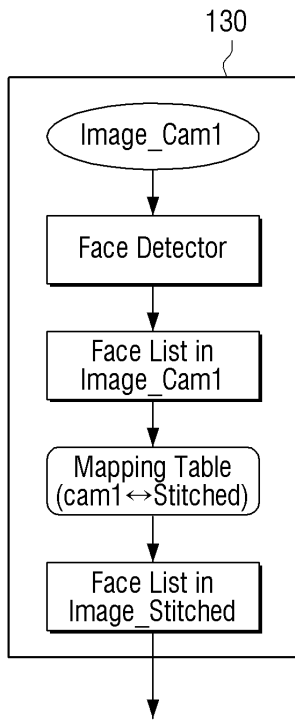 130
Image_Cam1
Face Detector
Face List in
Image_Cam1
Mapping Table
(cam1↔Stitched)
Face List in
Image_Stitched